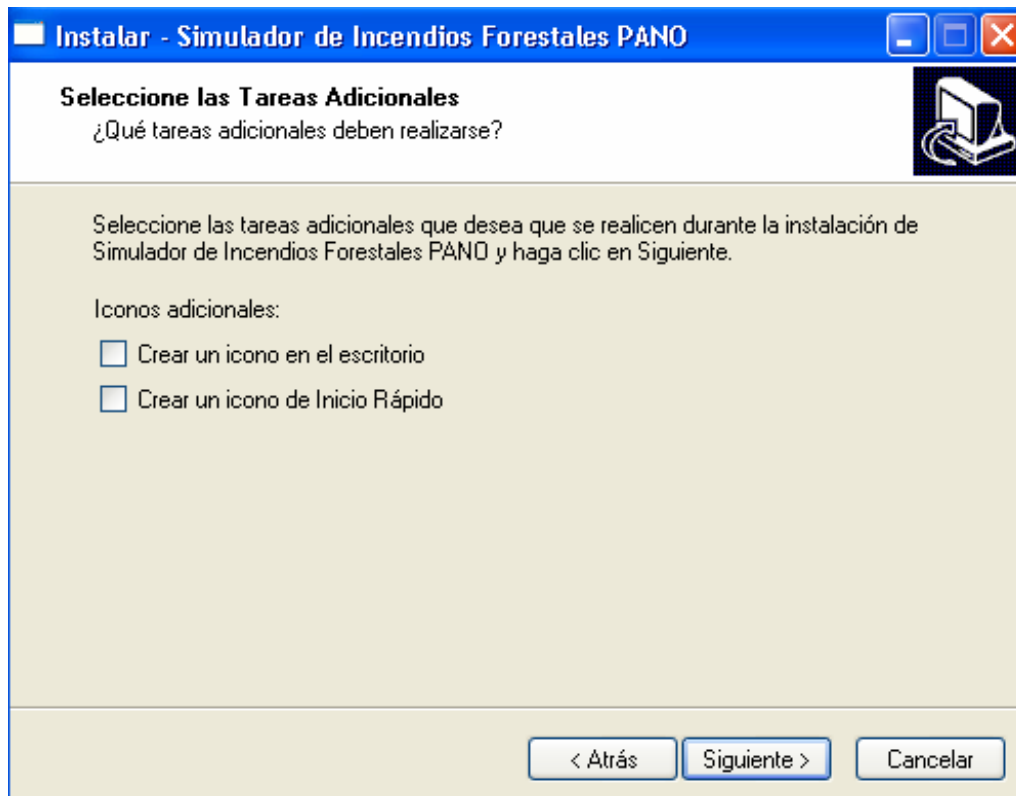 Instalar - Simulador de Incendios Forestales PANO
Seleccione las Tareas Adicionales
¿Qué tareas adicionales deben realizarse?
Seleccione las tareas adicionales que desea que se realicen durante la instalación de
Simulador de Incendios Forestales PANO y haga clic en Siguiente.
Iconos adicionales:
Crear un icono en el escritorio
Crear un icono de Inicio Rápido
< Atrás Siguiente > Cancelar